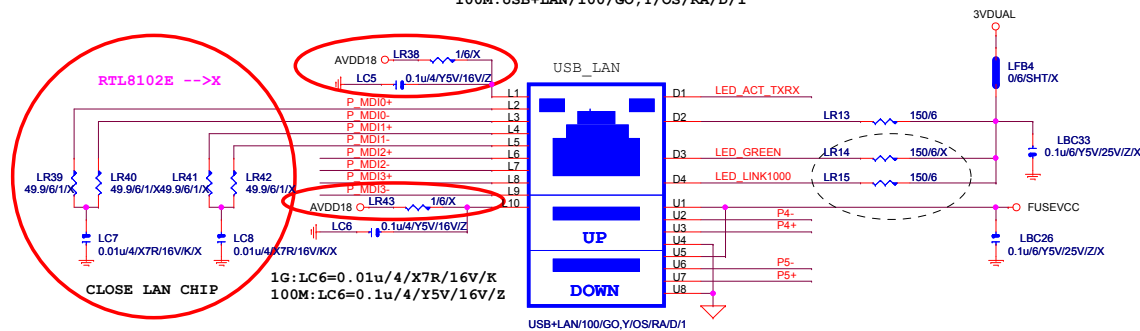 100M:USB+LAN/100/GO,Y/OS/RA/D/1
3VDUAL
AVDD18 LR38 1/6/X
LC5 0.1u/4/Y5V/16V/Z
USB_LAN
LFB4
0/6/SHT/X
RTL8102E -->X
L1
P_MDI0+ L2
P_MDI0- L3
P_MDI1+ L4
P_MDI1- L5
P_MDI2+ L6
P_MDI2- L7
P_MDI3+ L8
P_MDI3- L9
L10
D1 LED_ACT_TXRX
D2 LR13 150/6
D3 LED_GREEN LR14 150/6/X
D4 LED_LINK1000 LR15 150/6
LBC33
0.1u/6/Y5V/25V/Z/X
LR39
49.9/6/1/X
LR40
49.9/6/1/X
LR41
49.9/6/1/X
LR42
49.9/6/1/X
AVDD18 LR43 1/6/X
LC6 0.1u/4/Y5V/16V/Z
U1 FUSEVCC
U2 P4-
U3 P4+
U4
U5
U6 P5-
U7 P5+
U8
UP
DOWN
LBC26
0.1u/6/Y5V/25V/Z/X
LC7
0.01u/4/X7R/16V/K/X
LC8
0.01u/4/X7R/16V/K/X
CLOSE LAN CHIP
1G:LC6=0.01u/4/X7R/16V/K
100M:LC6=0.1u/4/Y5V/16V/Z
USB+LAN/100/GO,Y/OS/RA/D/1